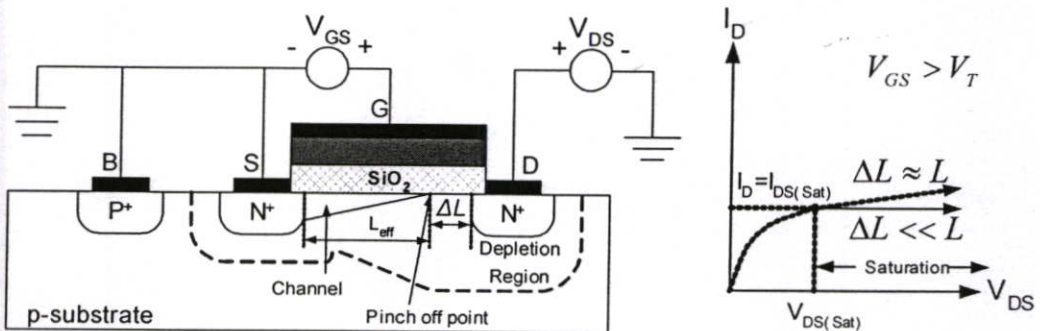 - V_GS +
+ V_DS -
G
B
S
D
SiO₂
P⁺
N⁺
N⁺
L_eff
ΔL
Depletion
Region
Channel
p-substrate
Pinch off point
I_D
V_GS > V_T
I_D=I_DS(Sat)
ΔL ≈ L
ΔL << L
Saturation
V_DS
V_DS(Sat)